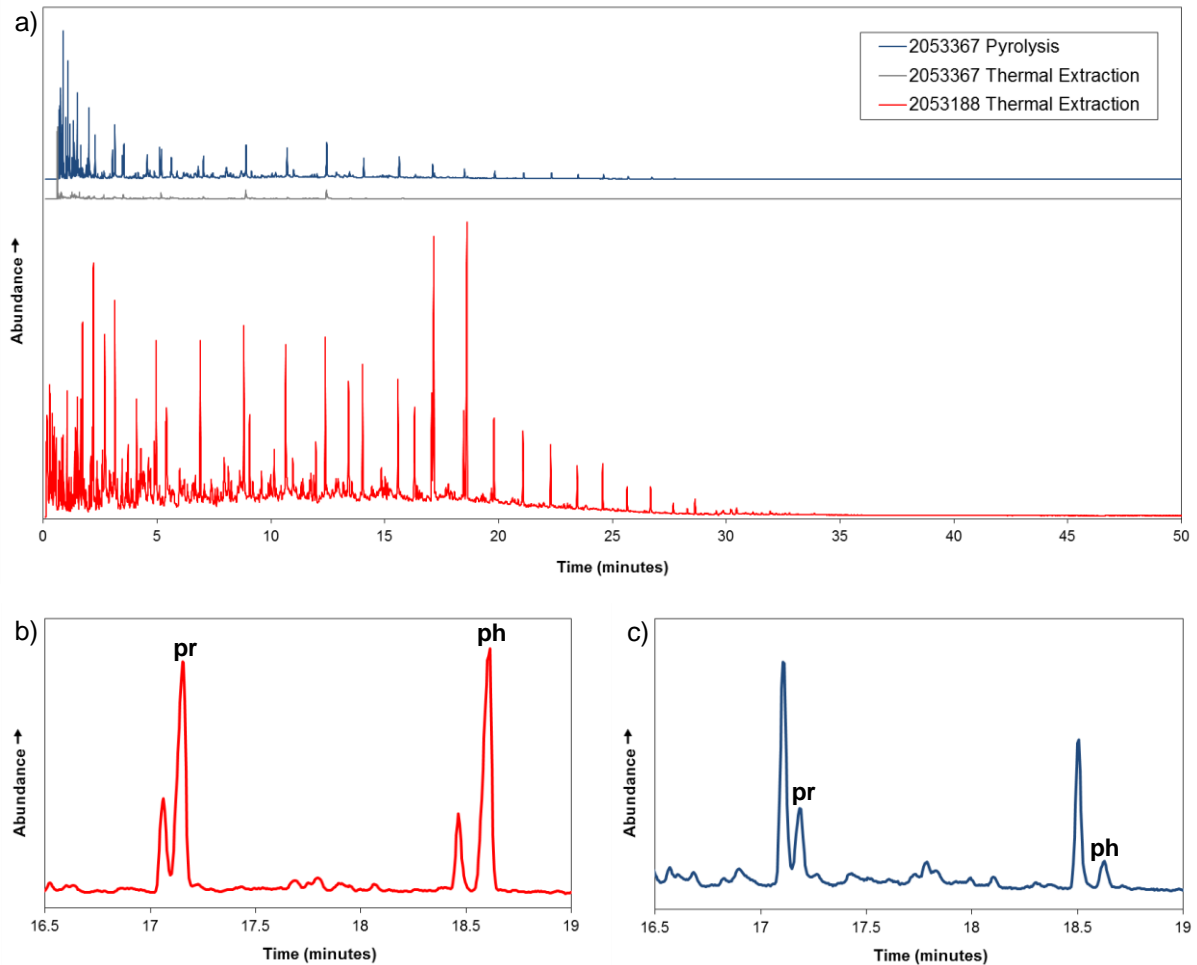 a)
2053367 Pyrolysis
2053367 Thermal Extraction
2053188 Thermal Extraction
Abundance →
0 5 10 15 20 25 30 35 40 45 50
Time (minutes)
b)
pr
ph
Abundance →
16.5 17 17.5 18 18.5 19
Time (minutes)
c)
pr
ph
Abundance →
16.5 17 17.5 18 18.5 19
Time (minutes)